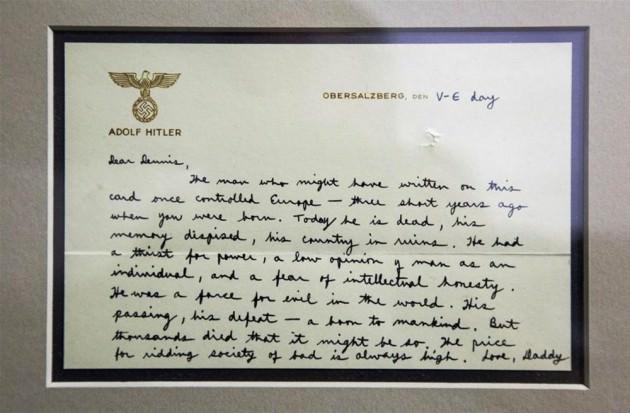 OBERSALZBERG, DEN V-E day
ADOLF HITLER
Dear Dennis,
The man who might have written on this
card once controlled Europe — three short years ago
when you were born. Today he is dead, his
memory dispised, his country in ruins. He had
a thirst for power, a low opinion of man as an
individual, and a fear of intellectual honesty.
He was a force for evil in the world. His
passing, his defeat — a boon to mankind. But
thousands died that it might be so. The price
for ridding society of bad is always high. Love, Daddy